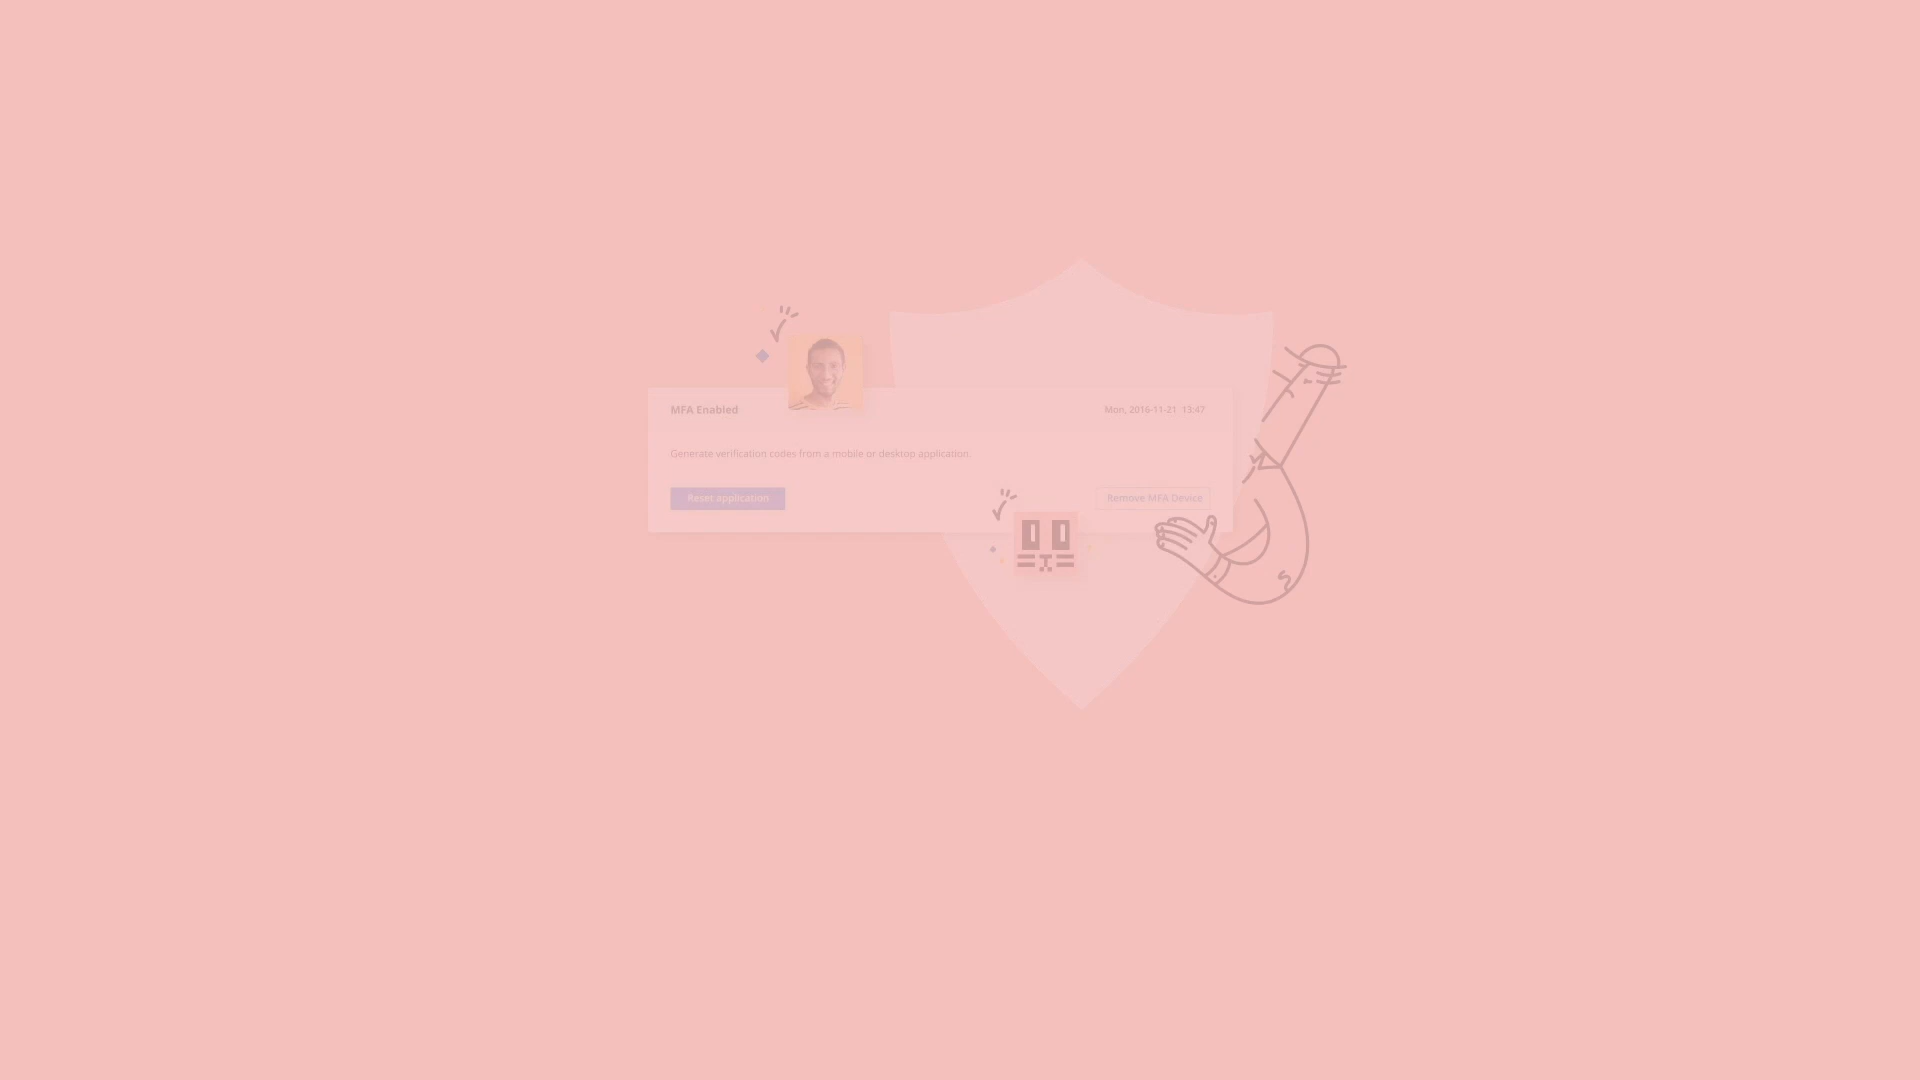 MFA Enabled
Mon, 2016-11-21 13:47
Generate verification codes from a mobile or desktop application.
Reset application
Remove MFA Device